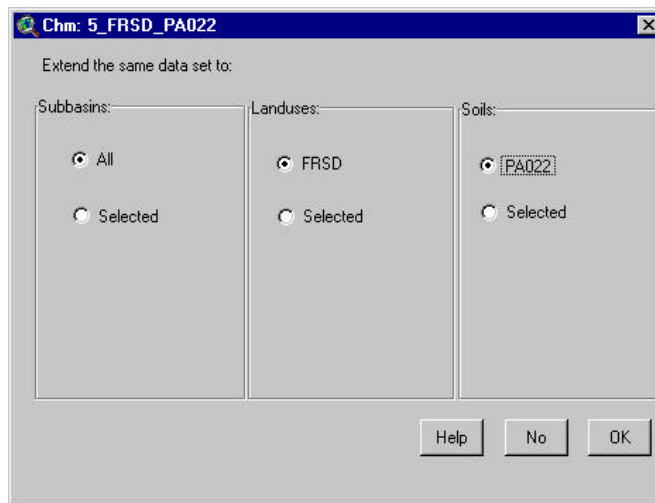 Chm: 5_FRSD_PA022
Extend the same data set to:
Subbasins:
All
Selected
Landuses:
FRSD
Selected
Soils:
PA022
Selected
Help
No
OK